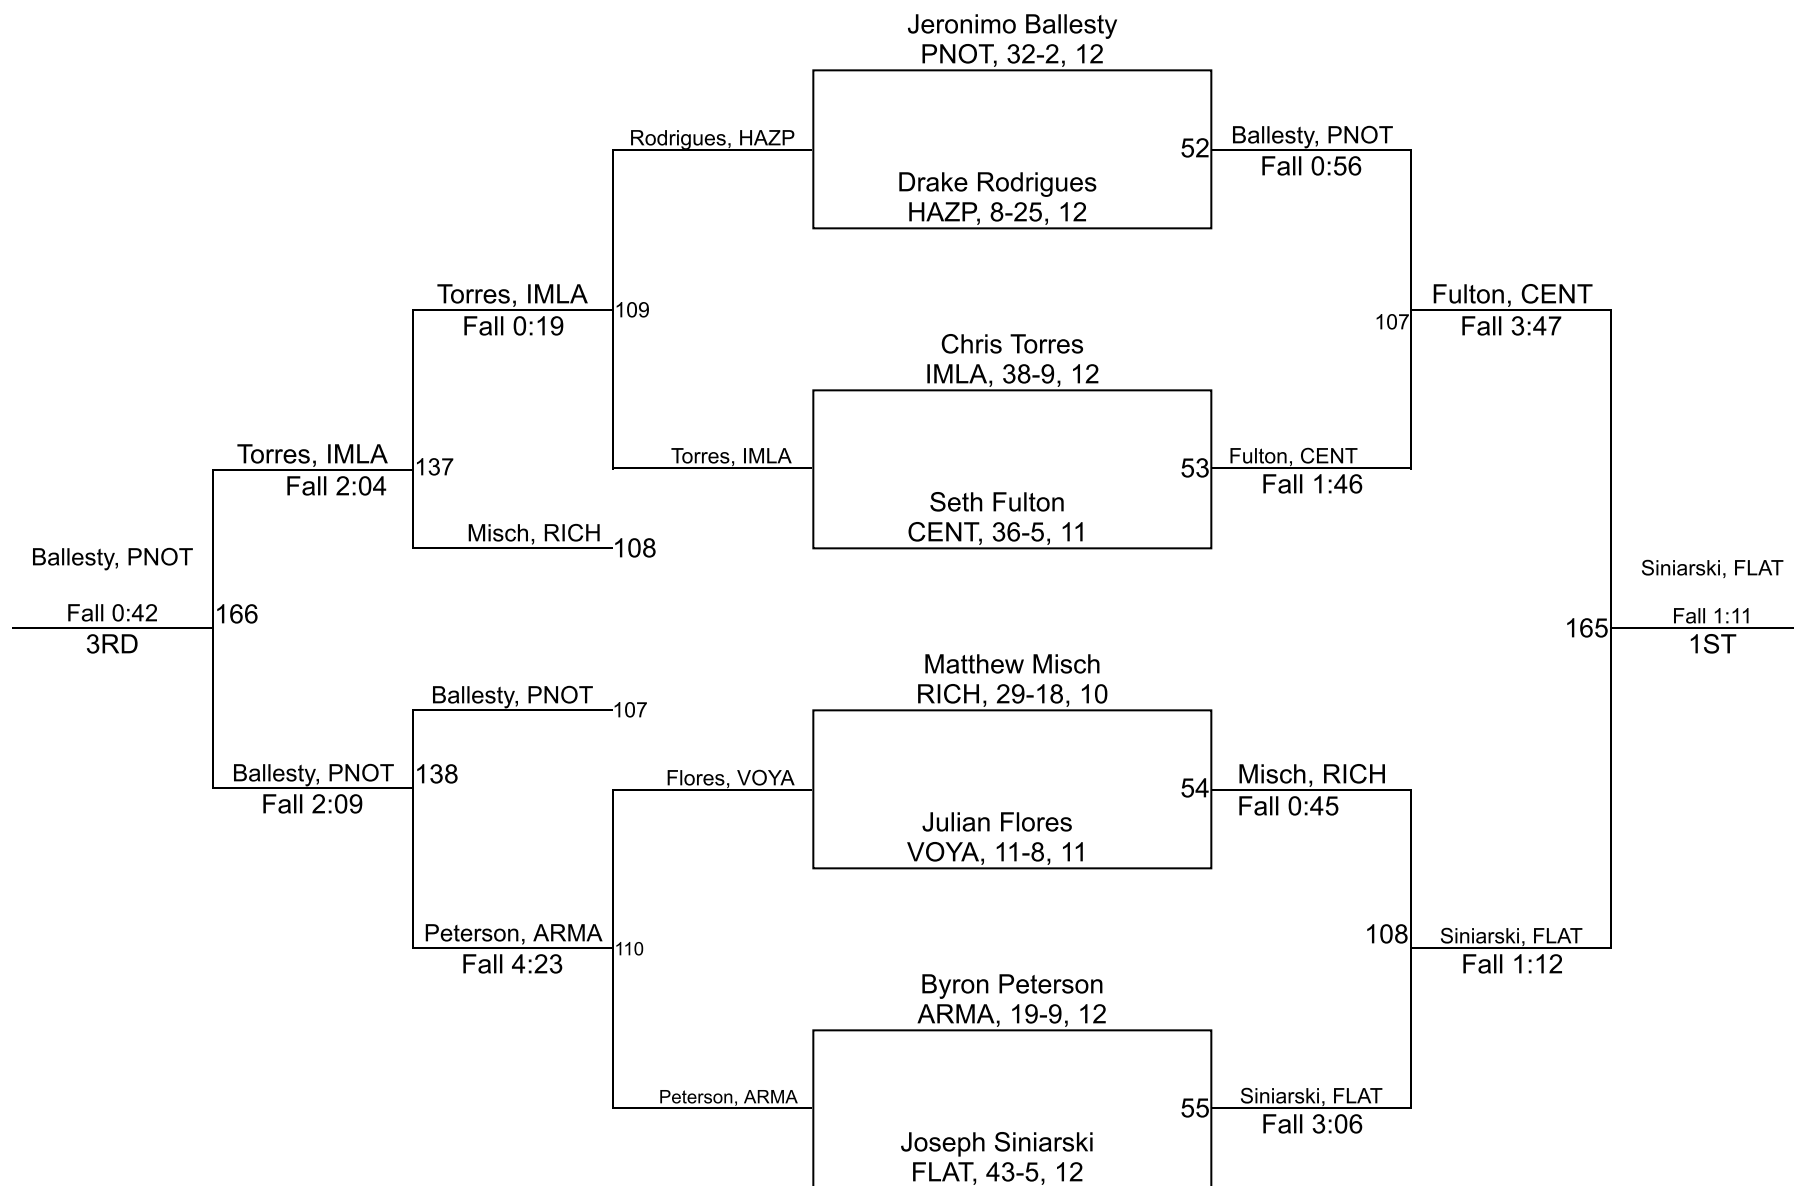 Jeronimo Ballesty
PNOT, 32-2, 12
Rodrigues, HAZP
52
Ballesty, PNOT
Fall 0:56
Drake Rodrigues
HAZP, 8-25, 12
Torres, IMLA
Fall 0:19
109
107
Fulton, CENT
Fall 3:47
Chris Torres
IMLA, 38-9, 12
Torres, IMLA
Fall 2:04
137
Torres, IMLA
53
Fulton, CENT
Fall 1:46
Seth Fulton
CENT, 36-5, 11
Misch, RICH
108
Ballesty, PNOT
Fall 0:42
3RD
166
165
Siniarski, FLAT
Fall 1:11
1ST
Matthew Misch
RICH, 29-18, 10
Ballesty, PNOT
107
Ballesty, PNOT
Fall 2:09
138
Flores, VOYA
54
Misch, RICH
Fall 0:45
Julian Flores
VOYA, 11-8, 11
Peterson, ARMA
Fall 4:23
110
108
Siniarski, FLAT
Fall 1:12
Byron Peterson
ARMA, 19-9, 12
Peterson, ARMA
55
Siniarski, FLAT
Fall 3:06
Joseph Siniarski
FLAT, 43-5, 12